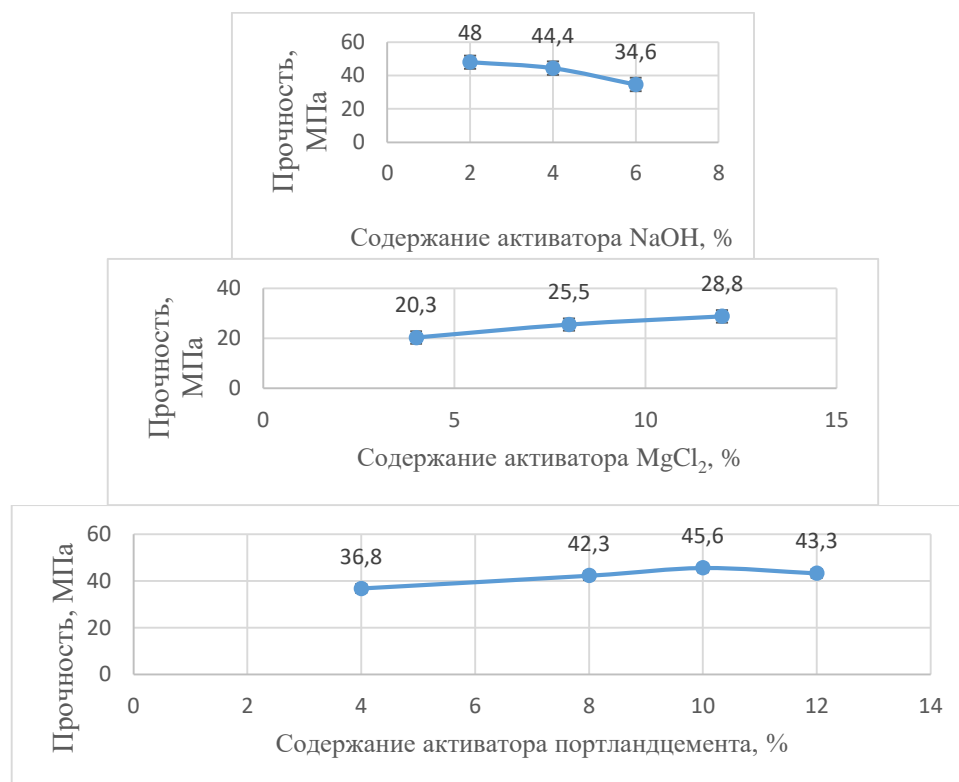 48
44,4
34,6
60
40
20
0
0 2 4 6 8
Прочность,
МПа
Содержание активатора NaOH, %
20,3
25,5
28,8
40
20
0
0 5 10 15
Прочность,
МПа
Содержание активатора MgCl₂, %
36,8
42,3
45,6
43,3
60
40
20
0
0 2 4 6 8 10 12 14
Прочность, МПа
Содержание активатора портландцемента, %